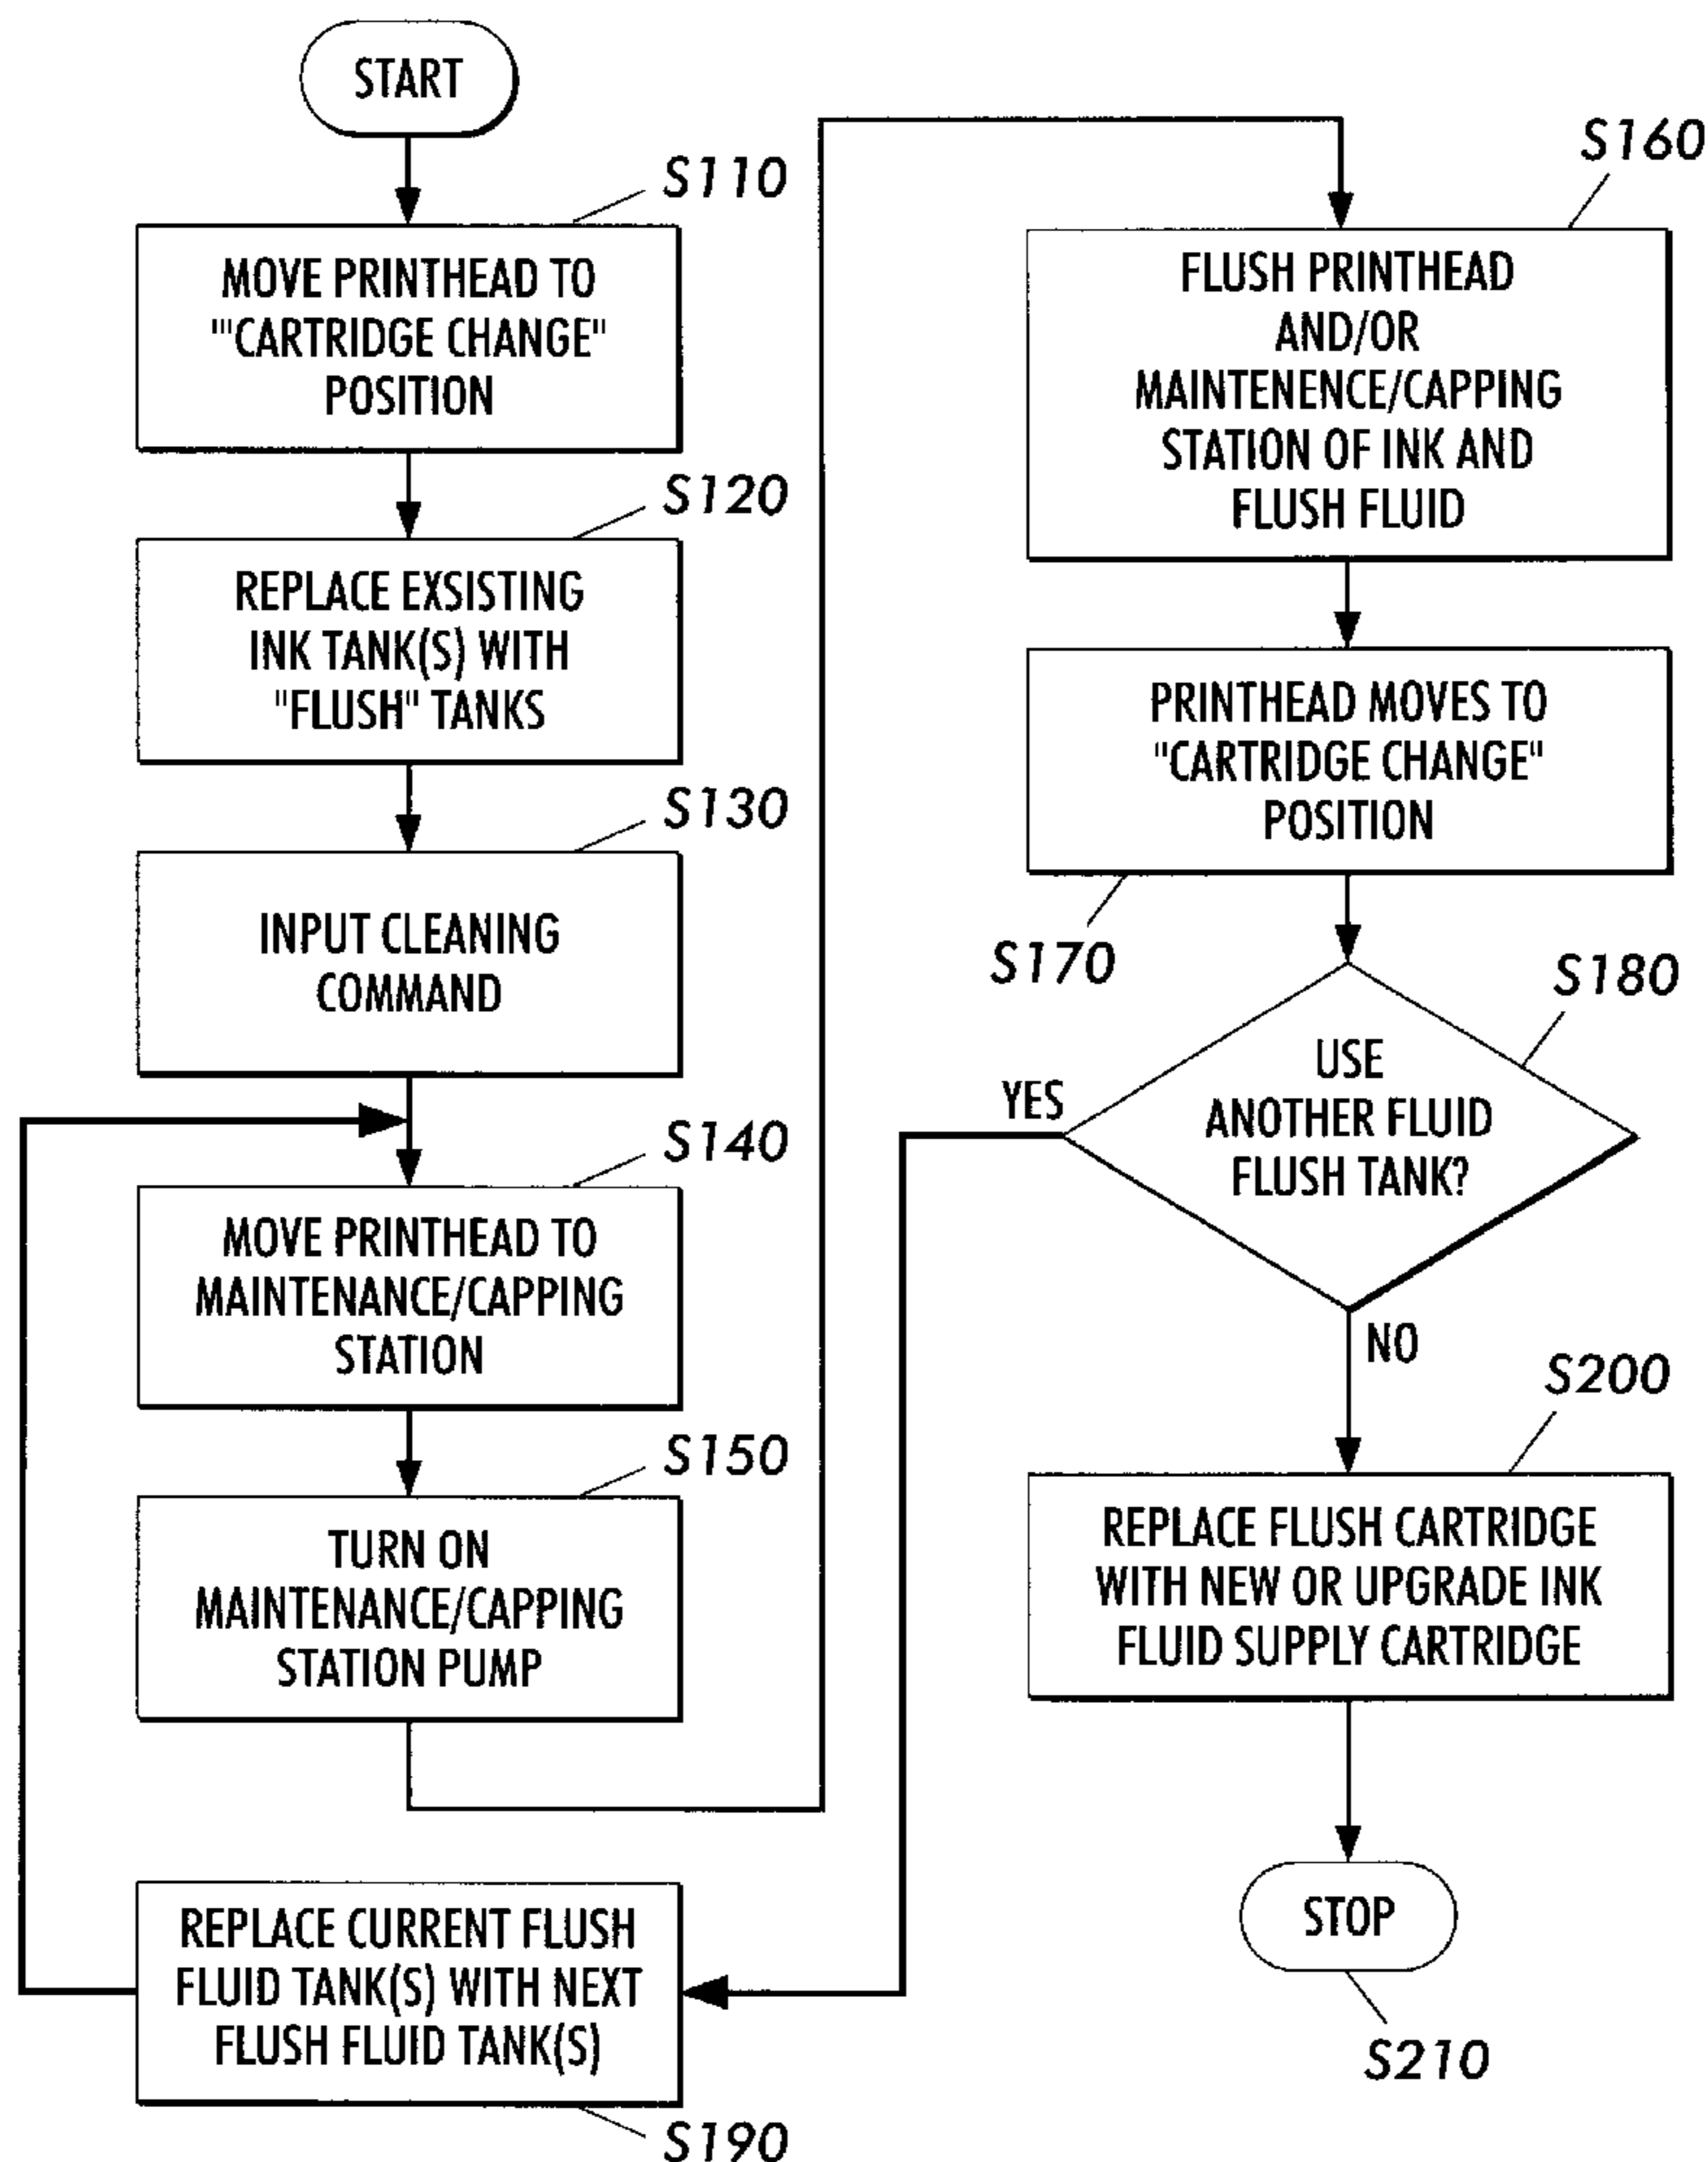 START
S110
MOVE PRINTHEAD TO
'"CARTRIDGE CHANGE"
POSITION
S120
REPLACE EXSISTING
INK TANK(S) WITH
"FLUSH" TANKS
S130
INPUT CLEANING
COMMAND
S140
MOVE PRINTHEAD TO
MAINTENANCE/CAPPING
STATION
S150
TURN ON
MAINTENANCE/CAPPING
STATION PUMP
S160
FLUSH PRINTHEAD
AND/OR
MAINTENENCE/CAPPING
STATION OF INK AND
FLUSH FLUID
PRINTHEAD MOVES TO
"CARTRIDGE CHANGE"
POSITION
S170
S180
USE
ANOTHER FLUID
FLUSH TANK?
YES
NO
REPLACE CURRENT FLUSH
FLUID TANK(S) WITH NEXT
FLUSH FLUID TANK(S)
S190
S200
REPLACE FLUSH CARTRIDGE
WITH NEW OR UPGRADE INK
FLUID SUPPLY CARTRIDGE
STOP
S210